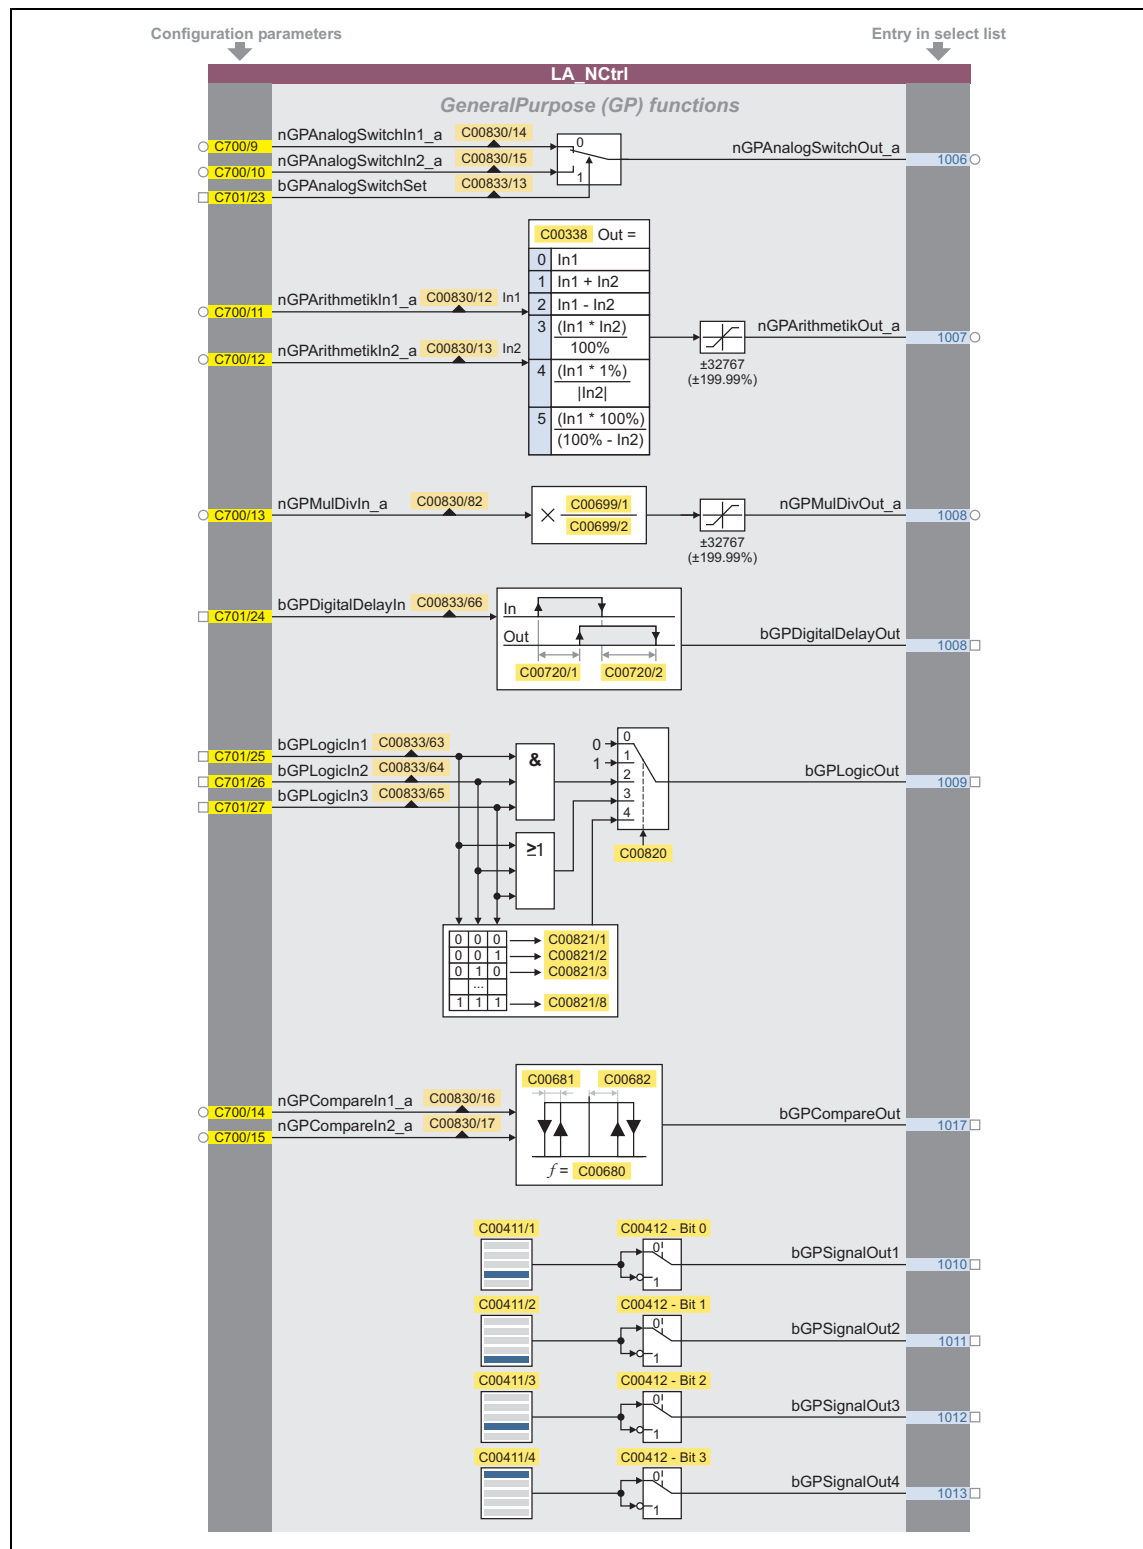 Configuration parameters
Entry in select list
LA_NCtrl
GeneralPurpose (GP) functions
C700/9
nGPAnalogSwitchIn1_a
C00830/14
C700/10
nGPAnalogSwitchIn2_a
C00830/15
C701/23
bGPAnalogSwitchSet
C00833/13
0
1
nGPAnalogSwitchOut_a
1006
C00338 Out =
0 In1
1 In1 + In2
2 In1 - In2
3 (In1 * In2)
100%
4 (In1 * 1%)
|In2|
5 (In1 * 100%)
(100% - In2)
C700/11
nGPArithmetikIn1_a
C00830/12
In1
C700/12
nGPArithmetikIn2_a
C00830/13
In2
±32767
(±199.99%)
nGPArithmetikOut_a
1007
C700/13
nGPMulDivIn_a
C00830/82
×
C00699/1
C00699/2
±32767
(±199.99%)
nGPMulDivOut_a
1008
C701/24
bGPDigitalDelayIn
C00833/66
In
Out
C00720/1
C00720/2
bGPDigitalDelayOut
1008
C701/25
bGPLogicIn1
C00833/63
C701/26
bGPLogicIn2
C00833/64
C701/27
bGPLogicIn3
C00833/65
&
≥1
0
1
0
1
2
3
4
C00820
bGPLogicOut
1009
0 0 0 C00821/1
0 0 1 C00821/2
0 1 0 C00821/3
...
1 1 1 C00821/8
C700/14
nGPCompareIn1_a
C00830/16
C700/15
nGPCompareIn2_a
C00830/17
C00681
C00682
f = C00680
bGPCompareOut
1017
C00411/1
C00412 - Bit 0
0
1
bGPSignalOut1
1010
C00411/2
C00412 - Bit 1
0
1
bGPSignalOut2
1011
C00411/3
C00412 - Bit 2
0
1
bGPSignalOut3
1012
C00411/4
C00412 - Bit 3
0
1
bGPSignalOut4
1013